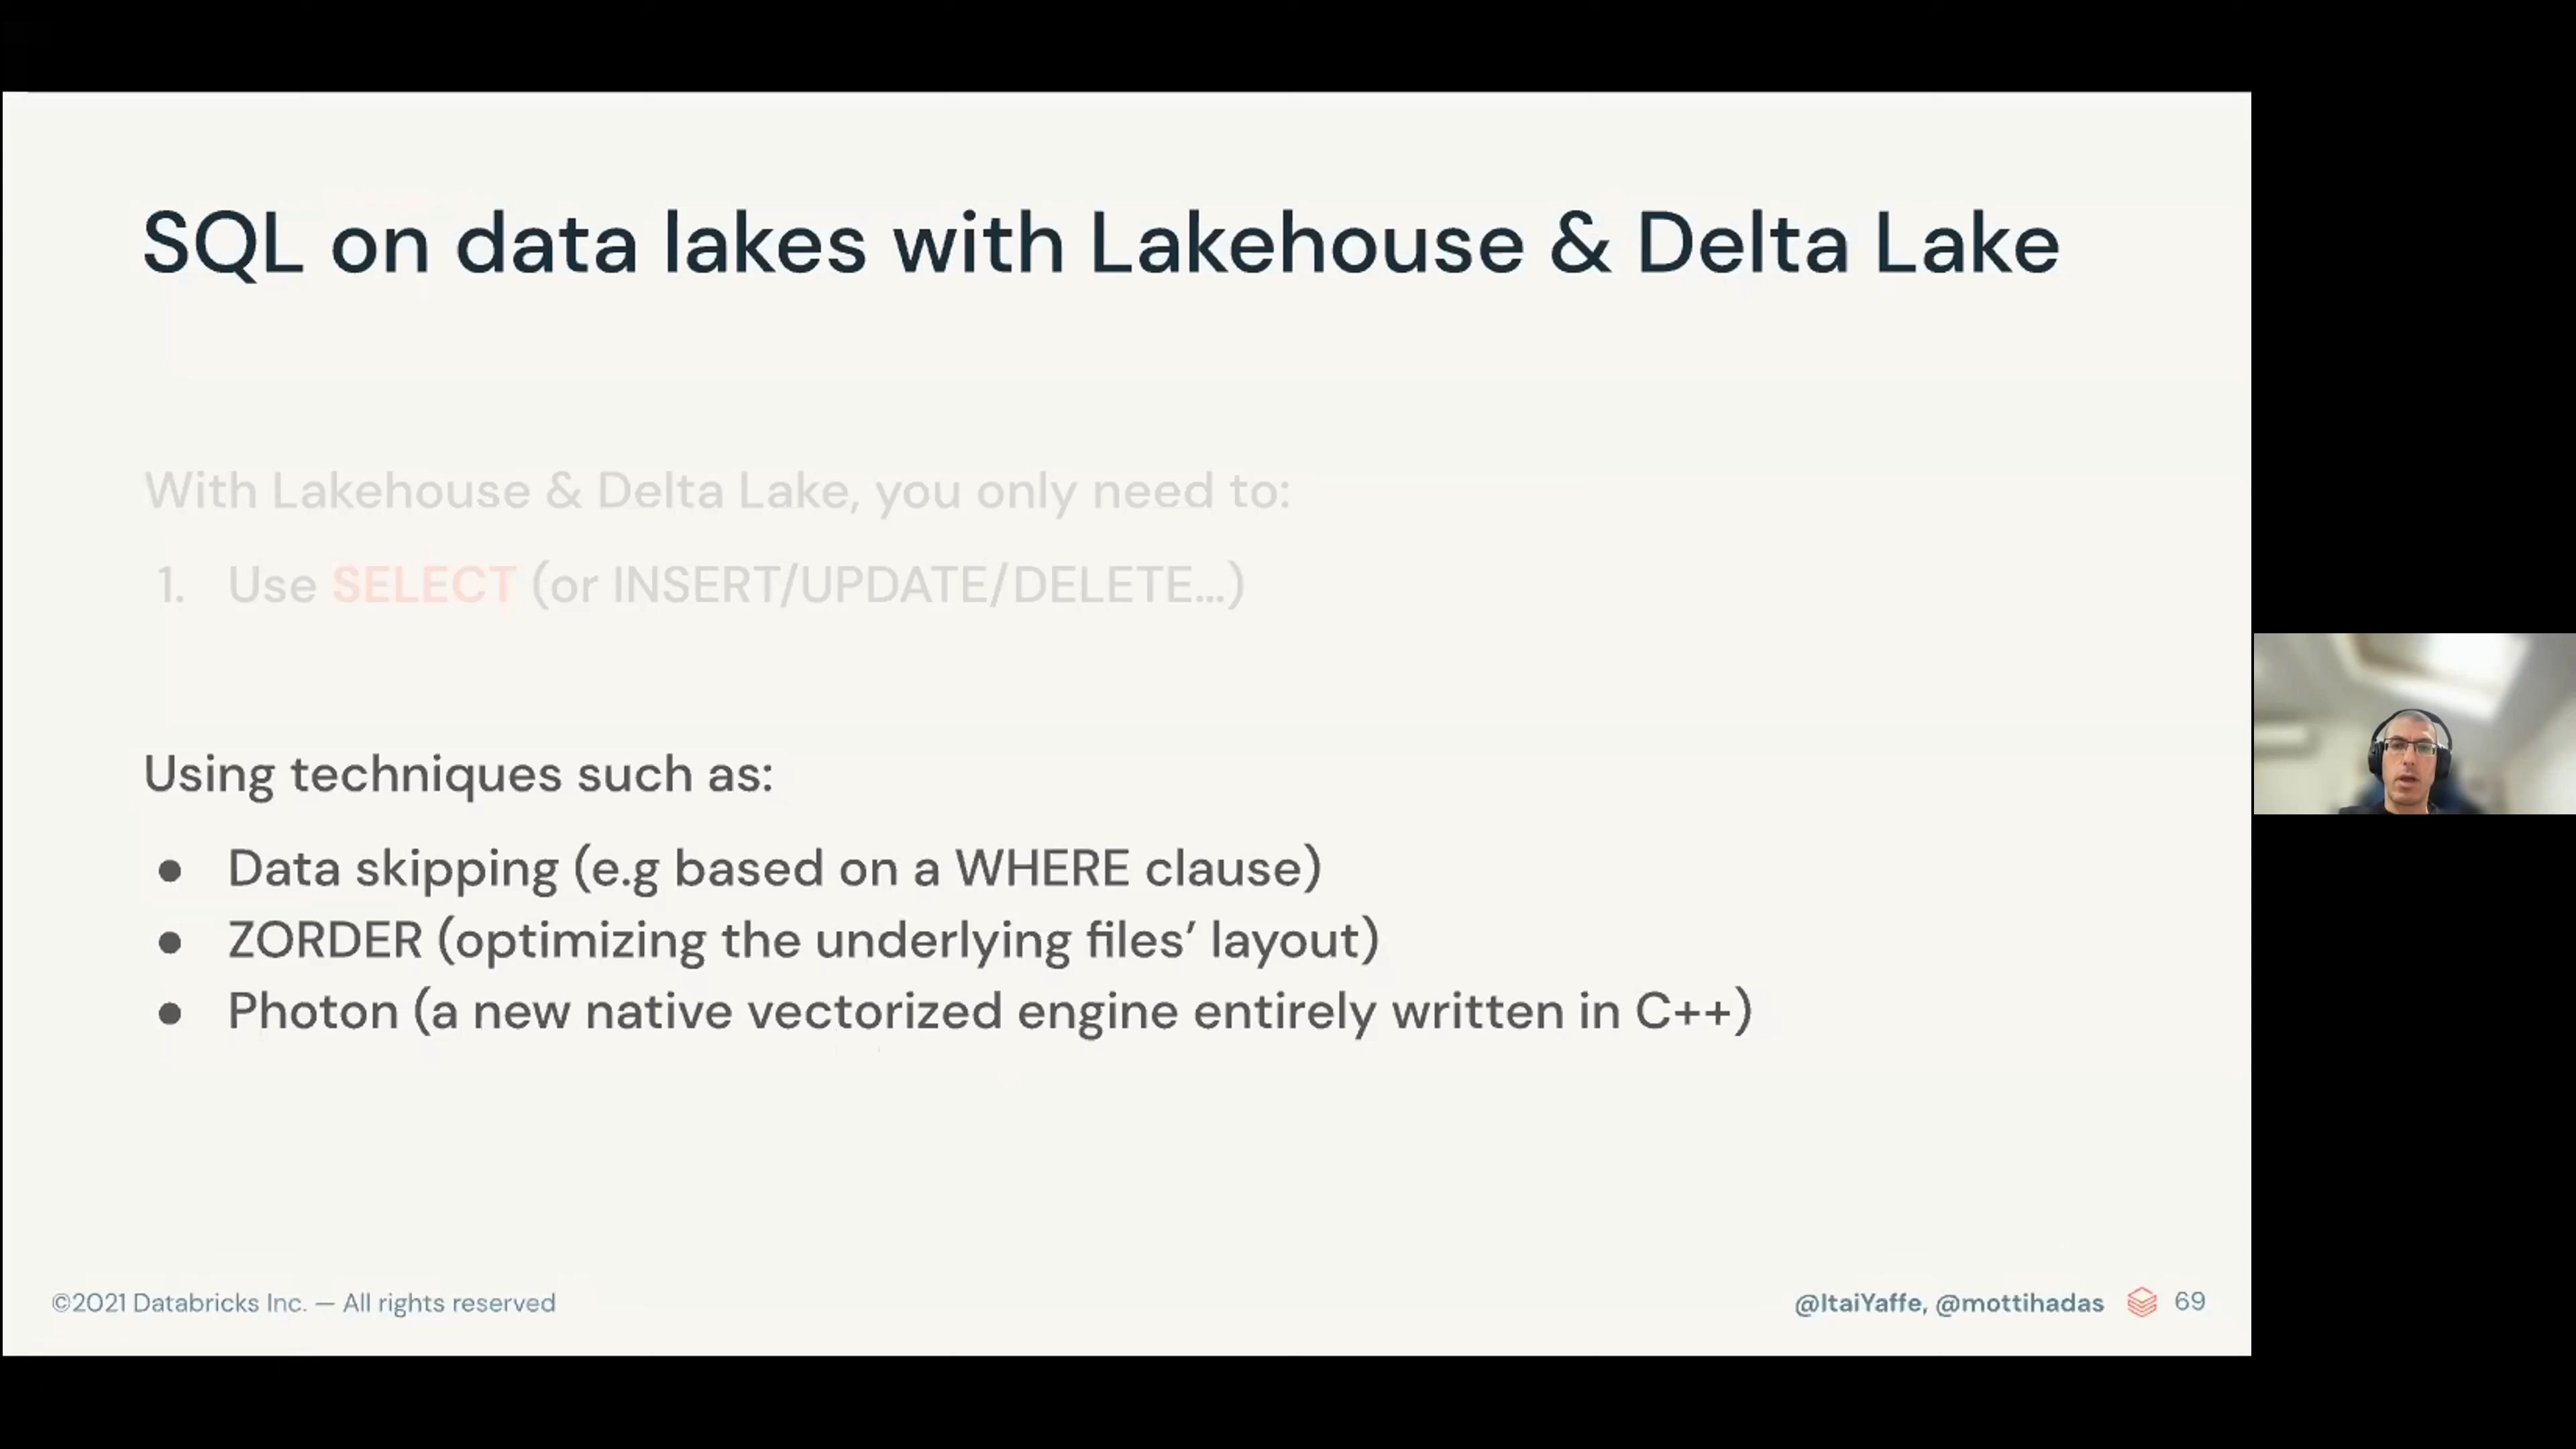 SQL on data lakes with Lakehouse & Delta Lake
With Lakehouse & Delta Lake, you only need to:
1. Use SELECT (or INSERT/UPDATE/DELETE...)
Using techniques such as:
● Data skipping (e.g based on a WHERE clause)
● ZORDER (optimizing the underlying files’ layout)
● Photon (a new native vectorized engine entirely written in C++)
©2021 Databricks Inc. — All rights reserved
@ItaiYaffe, @mottihadas 69